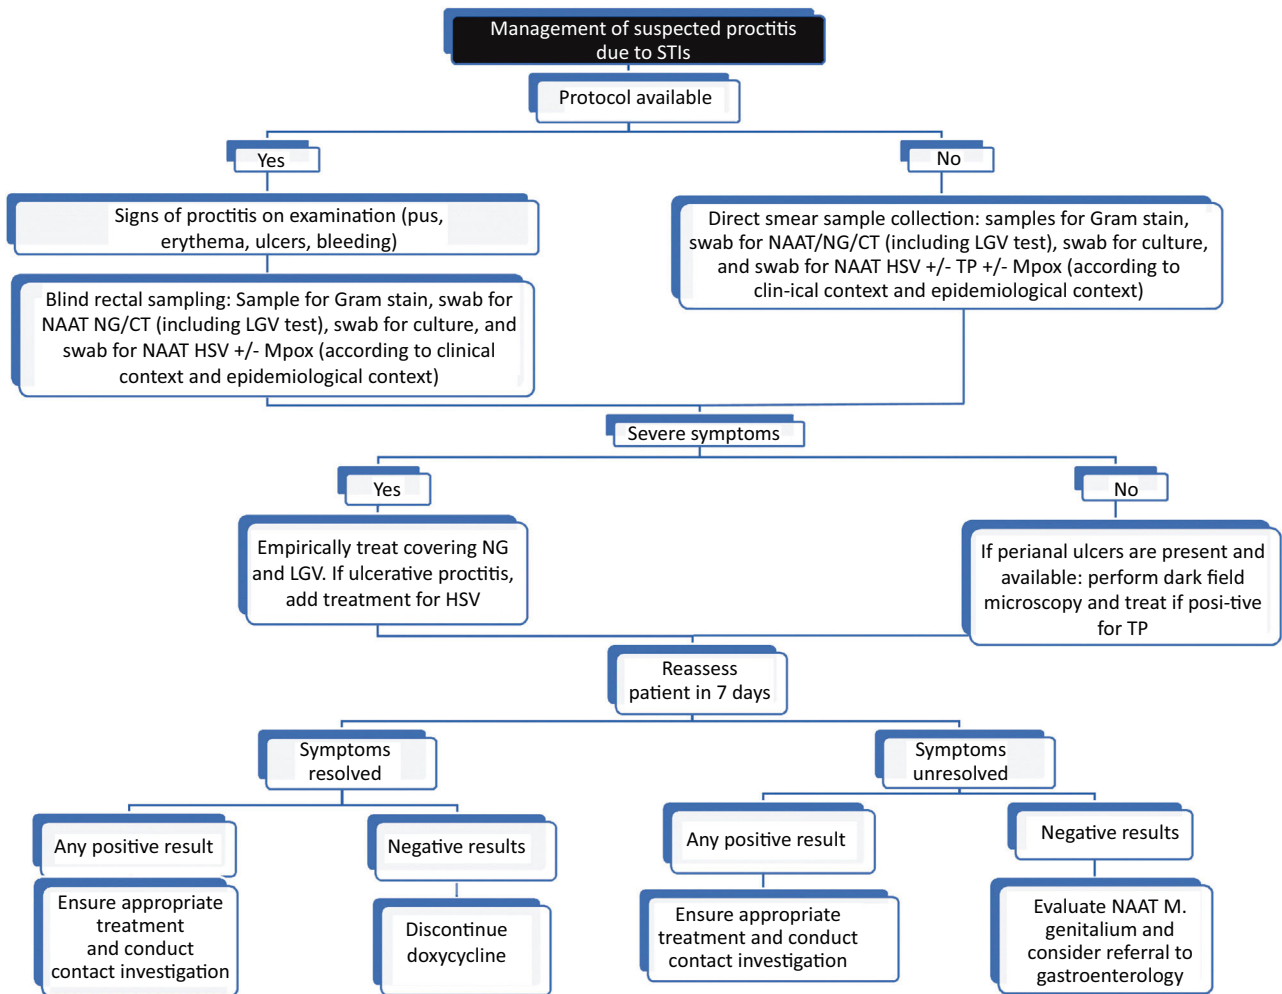 Management of suspected proctitis
due to STIs
Protocol available
Yes
No
Signs of proctitis on examination (pus,
erythema, ulcers, bleeding)
Direct smear sample collection: samples for Gram stain,
swab for NAAT/NG/CT (including LGV test), swab for culture,
and swab for NAAT HSV +/- TP +/- Mpox (according to
clin-ical context and epidemiological context)
Blind rectal sampling: Sample for Gram stain, swab for
NAAT NG/CT (including LGV test), swab for culture, and
swab for NAAT HSV +/- Mpox (according to clinical
context and epidemiological context)
Severe symptoms
Yes
No
Empirically treat covering NG
and LGV. If ulcerative proctitis,
add treatment for HSV
If perianal ulcers are present and
available: perform dark field
microscopy and treat if posi-tive
for TP
Reassess
patient in 7 days
Symptoms
resolved
Symptoms
unresolved
Any positive result
Negative results
Any positive result
Negative results
Ensure appropriate
treatment
and conduct
contact investigation
Discontinue
doxycycline
Ensure appropriate
treatment and conduct
contact investigation
Evaluate NAAT M.
genitalium and
consider referral to
gastroenterology